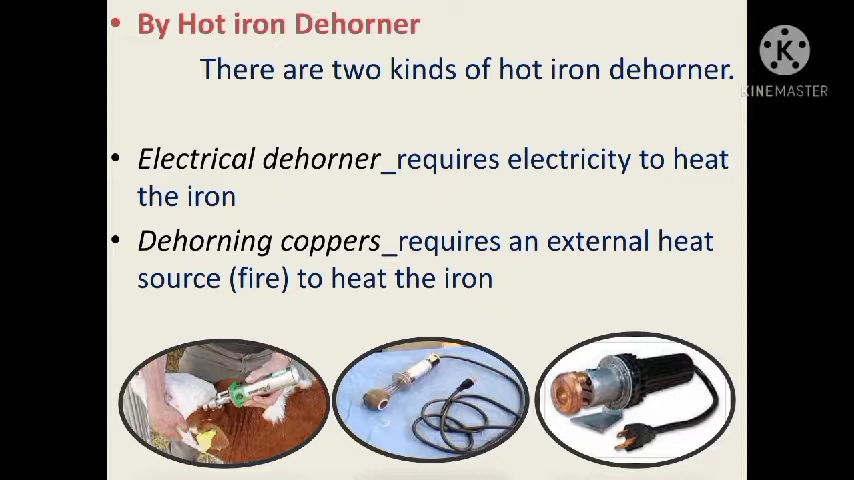 • By Hot iron Dehorner
There are two kinds of hot iron dehorner.
K
KINEMASTER
• Electrical dehorner_requires electricity to heat
the iron
• Dehorning coppers_requires an external heat
source (fire) to heat the iron